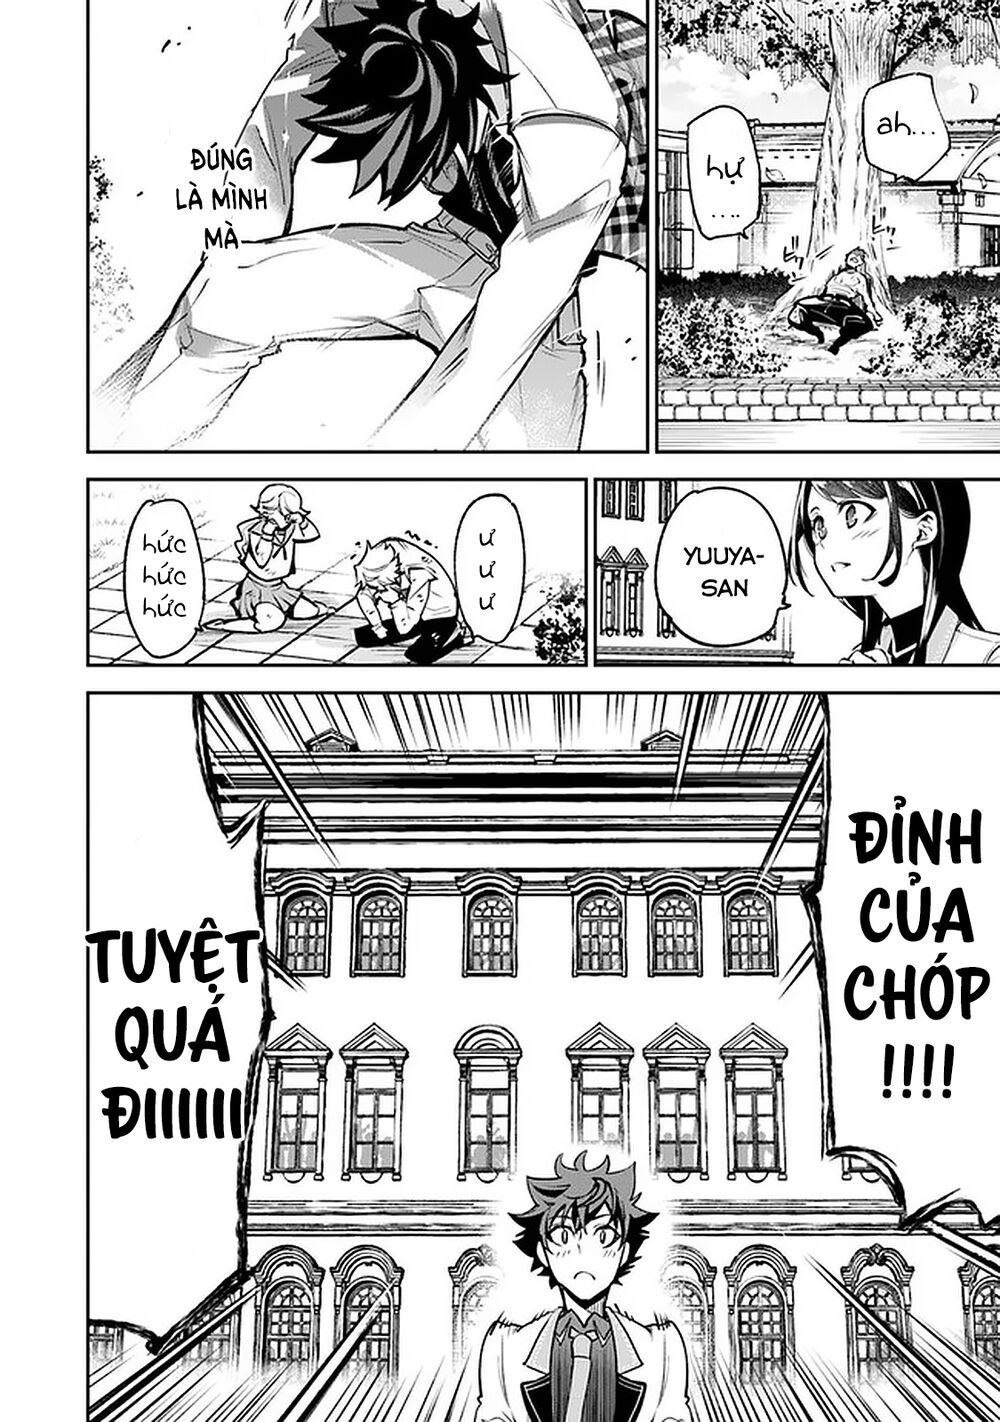 ah...
hự
....
ĐÚNG
LÀ MÌNH
MÀ
YUUYA-
SAN
ư
ư
ư
hức
hức
hức
ĐỈNH
CỦA
CHÓP
!!!!
TUYỆT
QUÁ
ĐIIIIII